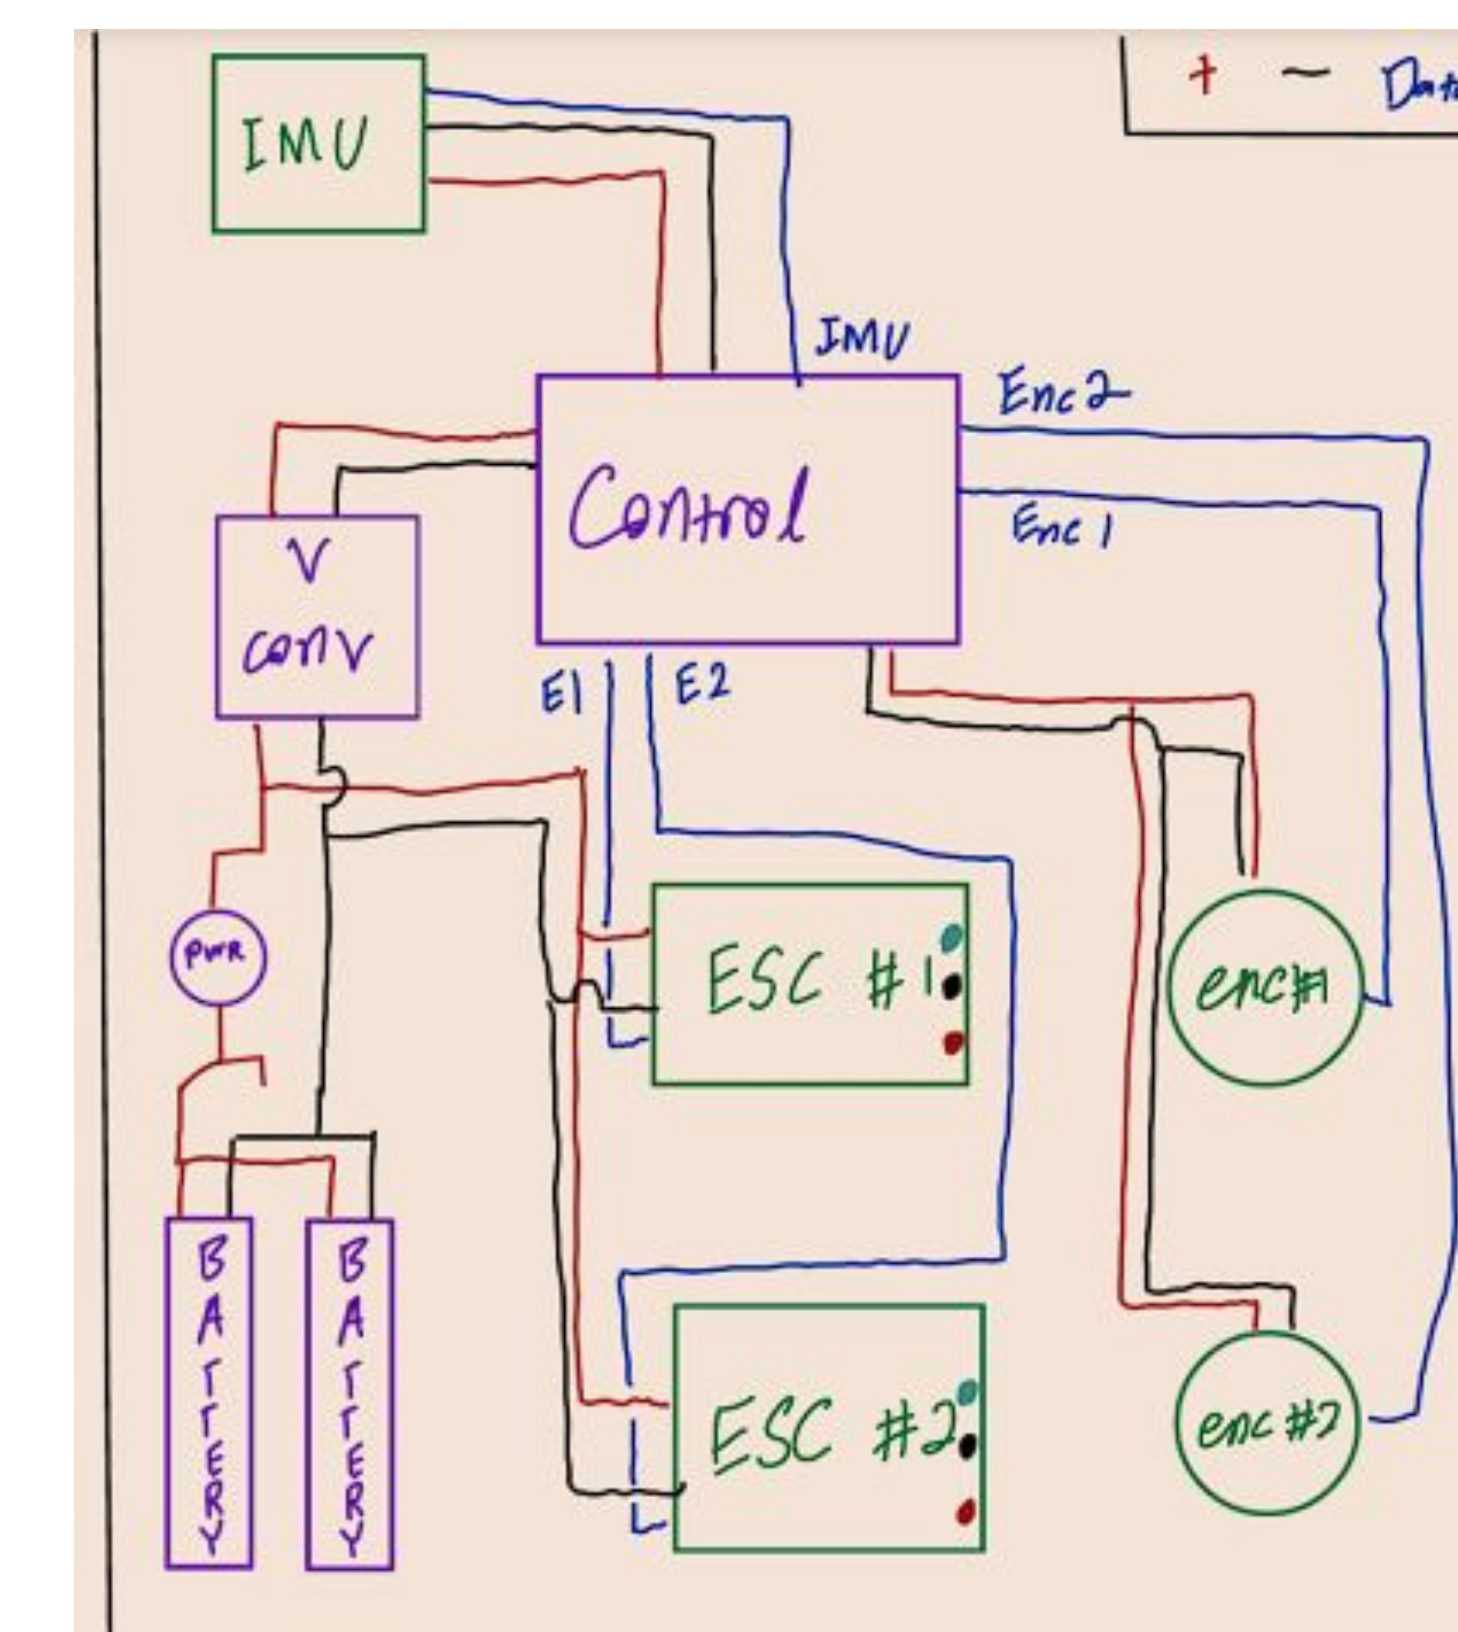 IMU
+ - Data
IMU
Enc2
Control
Enc 1
V
conv
E1
E2
PWR
ESC #1
enc#1
BATTERY
BATTERY
ESC #2
enc #2